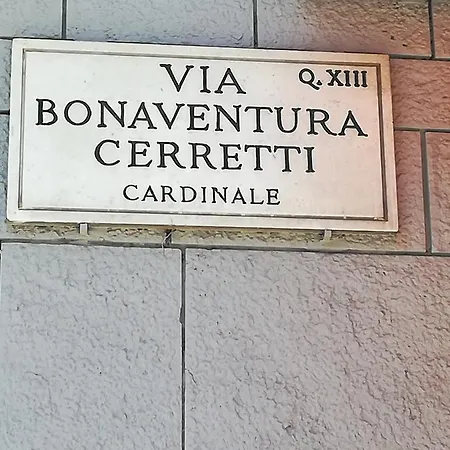 VIA Q. XIII
BONAVENTURA
CERRETTI
CARDINALE